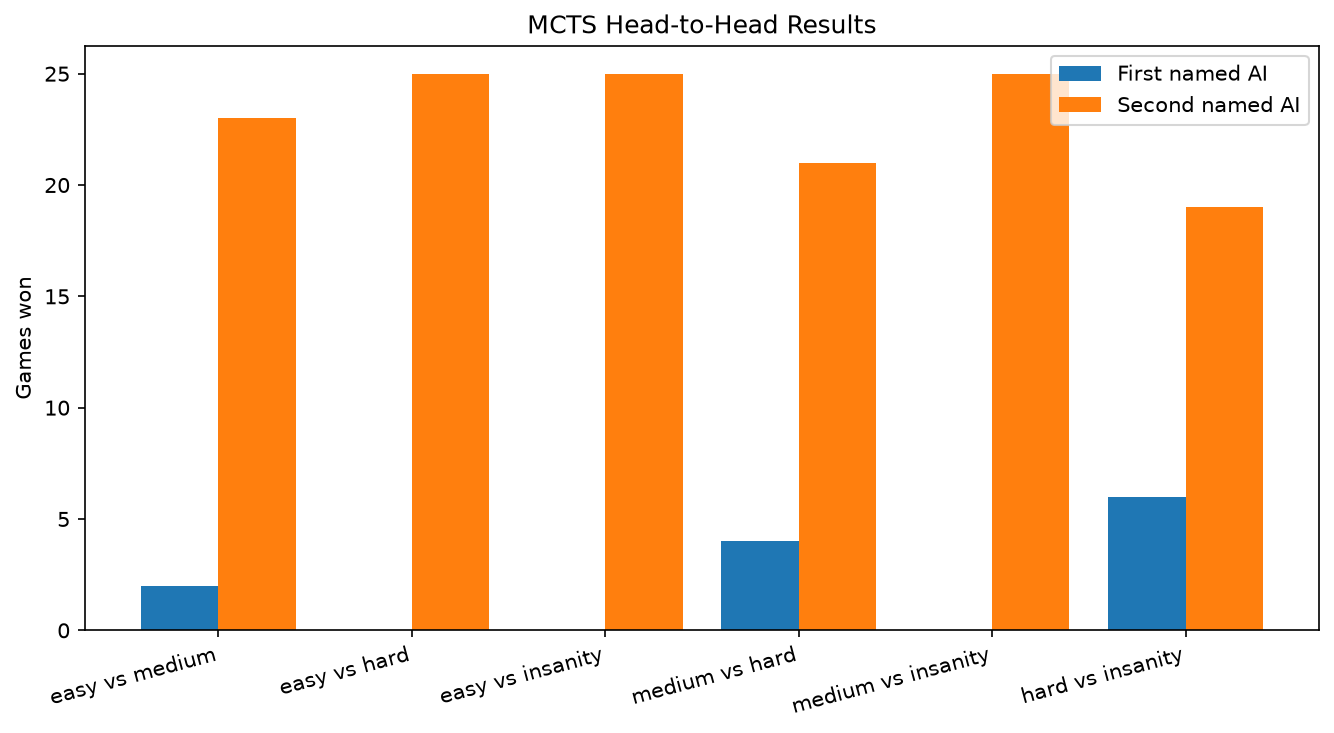 MCTS Head-to-Head Results
First named AI
Second named AI
Games won
25
20
15
10
5
0
easy vs medium
easy vs hard
easy vs insanity
medium vs hard
medium vs insanity
hard vs insanity